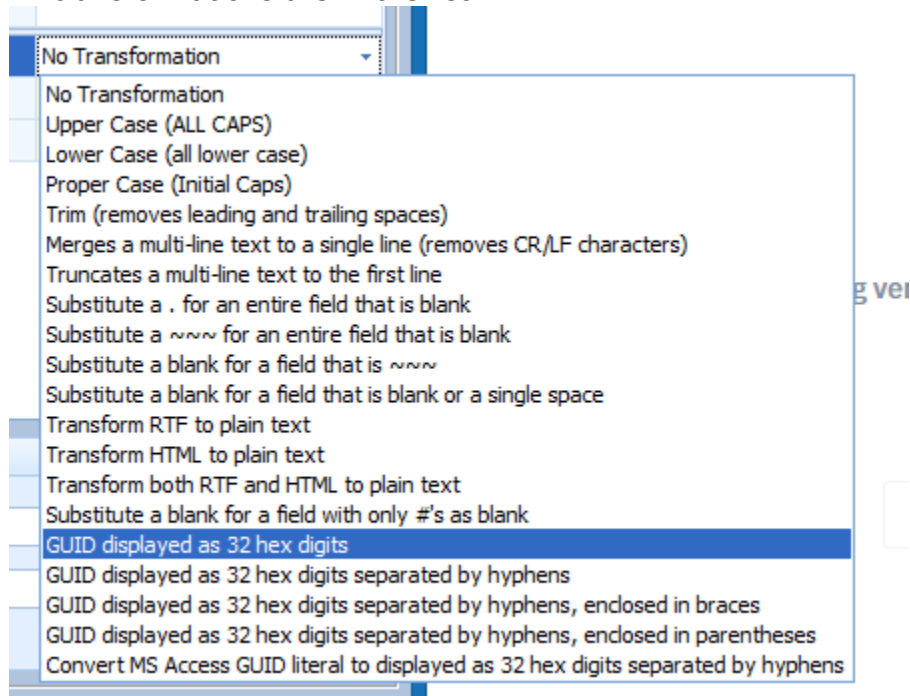 No Transformation
No Transformation
Upper Case (ALL CAPS)
Lower Case (all lower case)
Proper Case (Initial Caps)
Trim (removes leading and trailing spaces)
Merges a multi-line text to a single line (removes CR/LF characters)
Truncates a multi-line text to the first line
g ver
Substitute a . for an entire field that is blank
Substitute a ~~~ for an entire field that is blank
Substitute a blank for a field that is ~~~
Substitute a blank for a field that is blank or a single space
Transform RTF to plain text
Transform HTML to plain text
Transform both RTF and HTML to plain text
Substitute a blank for a field with only #'s as blank
GUID displayed as 32 hex digits
GUID displayed as 32 hex digits separated by hyphens
GUID displayed as 32 hex digits separated by hyphens, enclosed in braces
GUID displayed as 32 hex digits separated by hyphens, enclosed in parentheses
Convert MS Access GUID literal to displayed as 32 hex digits separated by hyphens